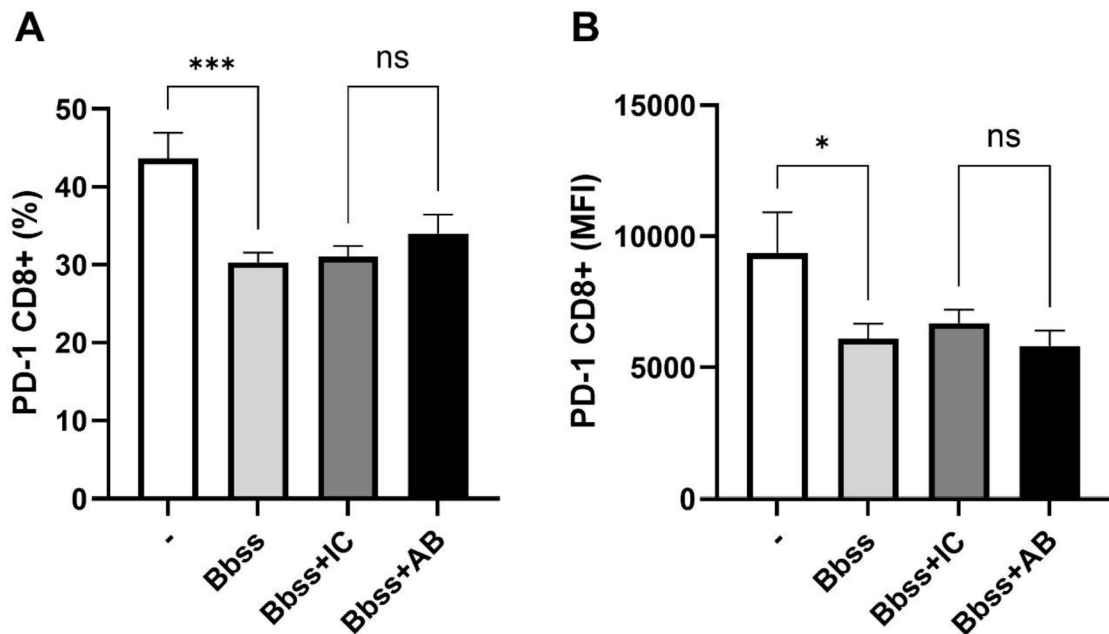 A
***
ns
PD-1 CD8+ (%)
50
40
30
20
10
0
-
Bbss
Bbss+IC
Bbss+AB
B
*
ns
PD-1 CD8+ (MFI)
15000
10000
5000
0
-
Bbss
Bbss+IC
Bbss+AB